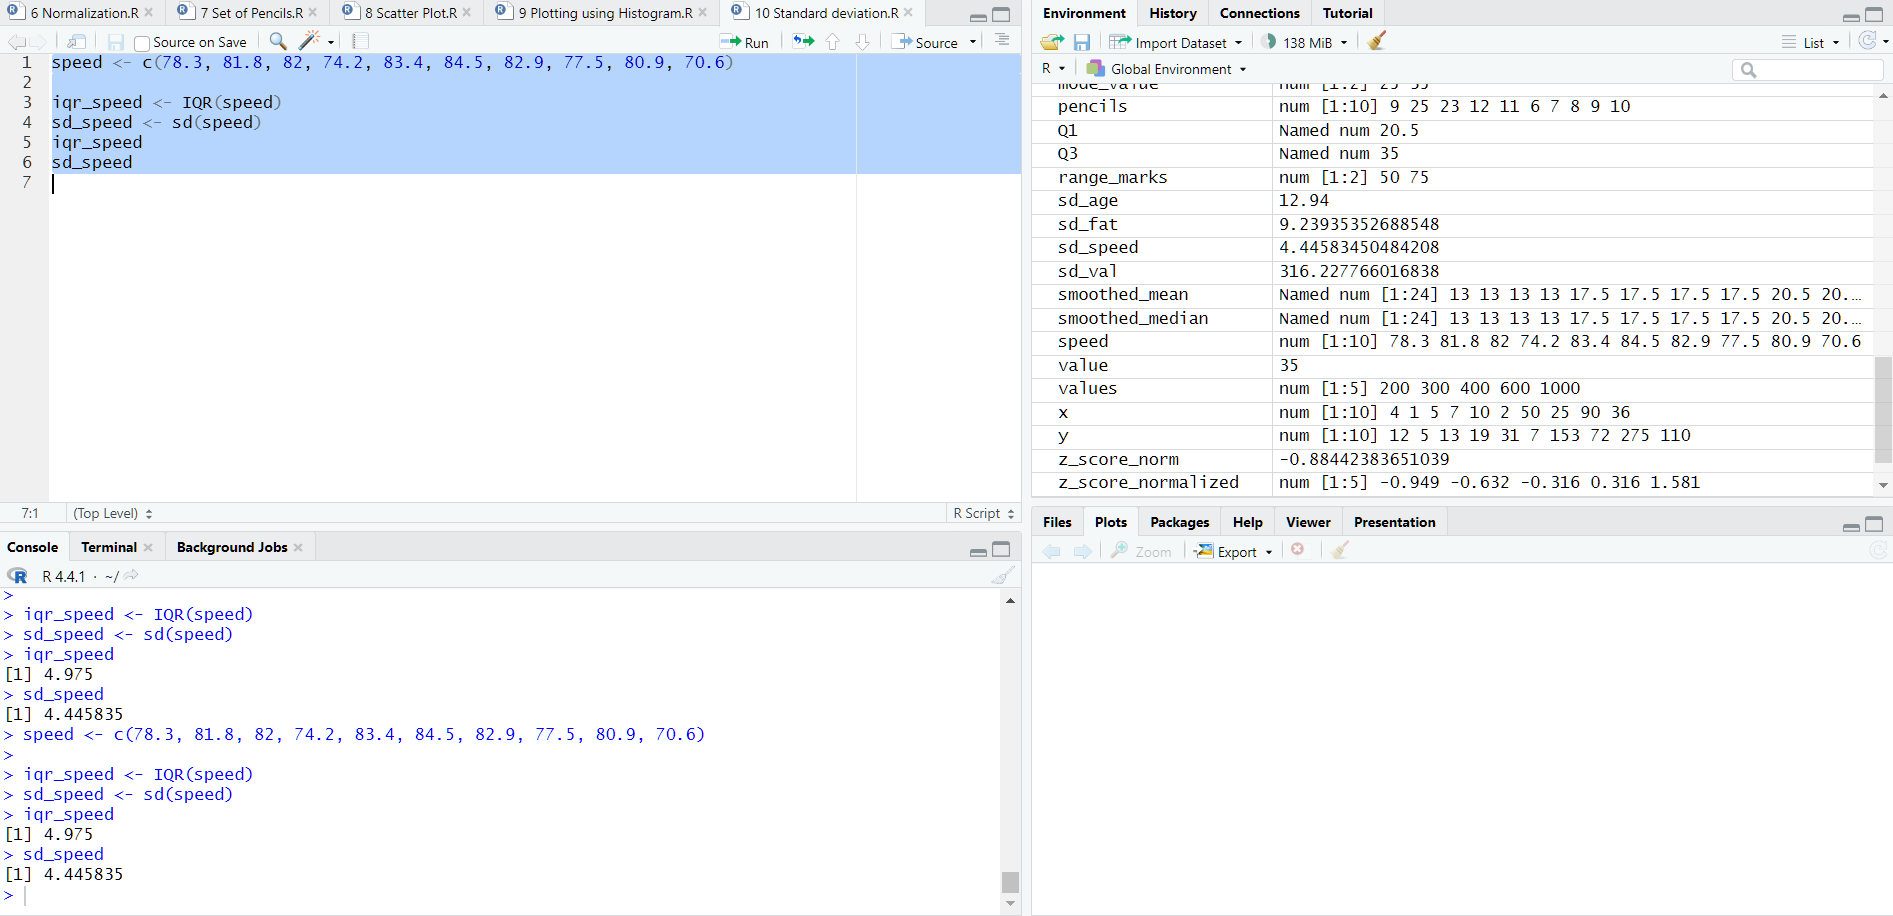 6 Normalization.R
7 Set of Pencils.R
8 Scatter Plot.R
9 Plotting using Histogram.R
10 Standard deviation.R
Source on Save
Run
Source
1 speed <- c(78.3, 81.8, 82, 74.2, 83.4, 84.5, 82.9, 77.5, 80.9, 70.6)
2
3 iqr_speed <- IQR(speed)
4 sd_speed <- sd(speed)
5 iqr_speed
6 sd_speed
7
7:1
(Top Level)
R Script
Console
Terminal
Background Jobs
R 4.4.1 · ~/
>
> iqr_speed <- IQR(speed)
> sd_speed <- sd(speed)
> iqr_speed
[1] 4.975
> sd_speed
[1] 4.445835
> speed <- c(78.3, 81.8, 82, 74.2, 83.4, 84.5, 82.9, 77.5, 80.9, 70.6)
>
> iqr_speed <- IQR(speed)
> sd_speed <- sd(speed)
> iqr_speed
[1] 4.975
> sd_speed
[1] 4.445835
>
Environment
History
Connections
Tutorial
Import Dataset
138 MiB
List
R
Global Environment
mode_value num [1:2] 25 35
pencils num [1:10] 9 25 23 12 11 6 7 8 9 10
Q1 Named num 20.5
Q3 Named num 35
range_marks num [1:2] 50 75
sd_age 12.94
sd_fat 9.23935352688548
sd_speed 4.44583450484208
sd_val 316.227766016838
smoothed_mean Named num [1:24] 13 13 13 13 17.5 17.5 17.5 17.5 20.5 20.…
smoothed_median Named num [1:24] 13 13 13 13 17.5 17.5 17.5 17.5 20.5 20.…
speed num [1:10] 78.3 81.8 82 74.2 83.4 84.5 82.9 77.5 80.9 70.6
value 35
values num [1:5] 200 300 400 600 1000
x num [1:10] 4 1 5 7 10 2 50 25 90 36
y num [1:10] 12 5 13 19 31 7 153 72 275 110
z_score_norm -0.88442383651039
z_score_normalized num [1:5] -0.949 -0.632 -0.316 0.316 1.581
Files
Plots
Packages
Help
Viewer
Presentation
Zoom
Export